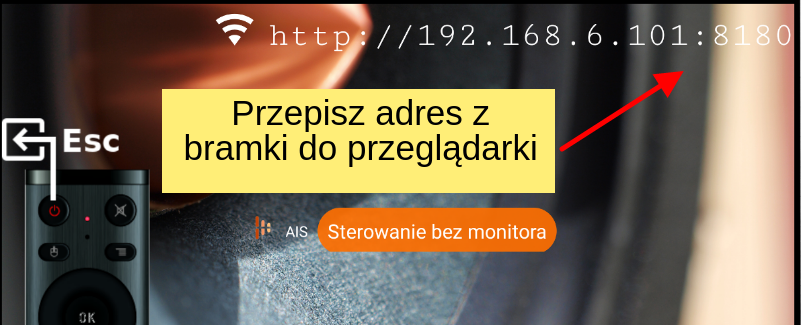 http://192.168.6.101:8180
Przepisz adres z
bramki do przeglądarki
Esc
AIS
Sterowanie bez monitora
OK